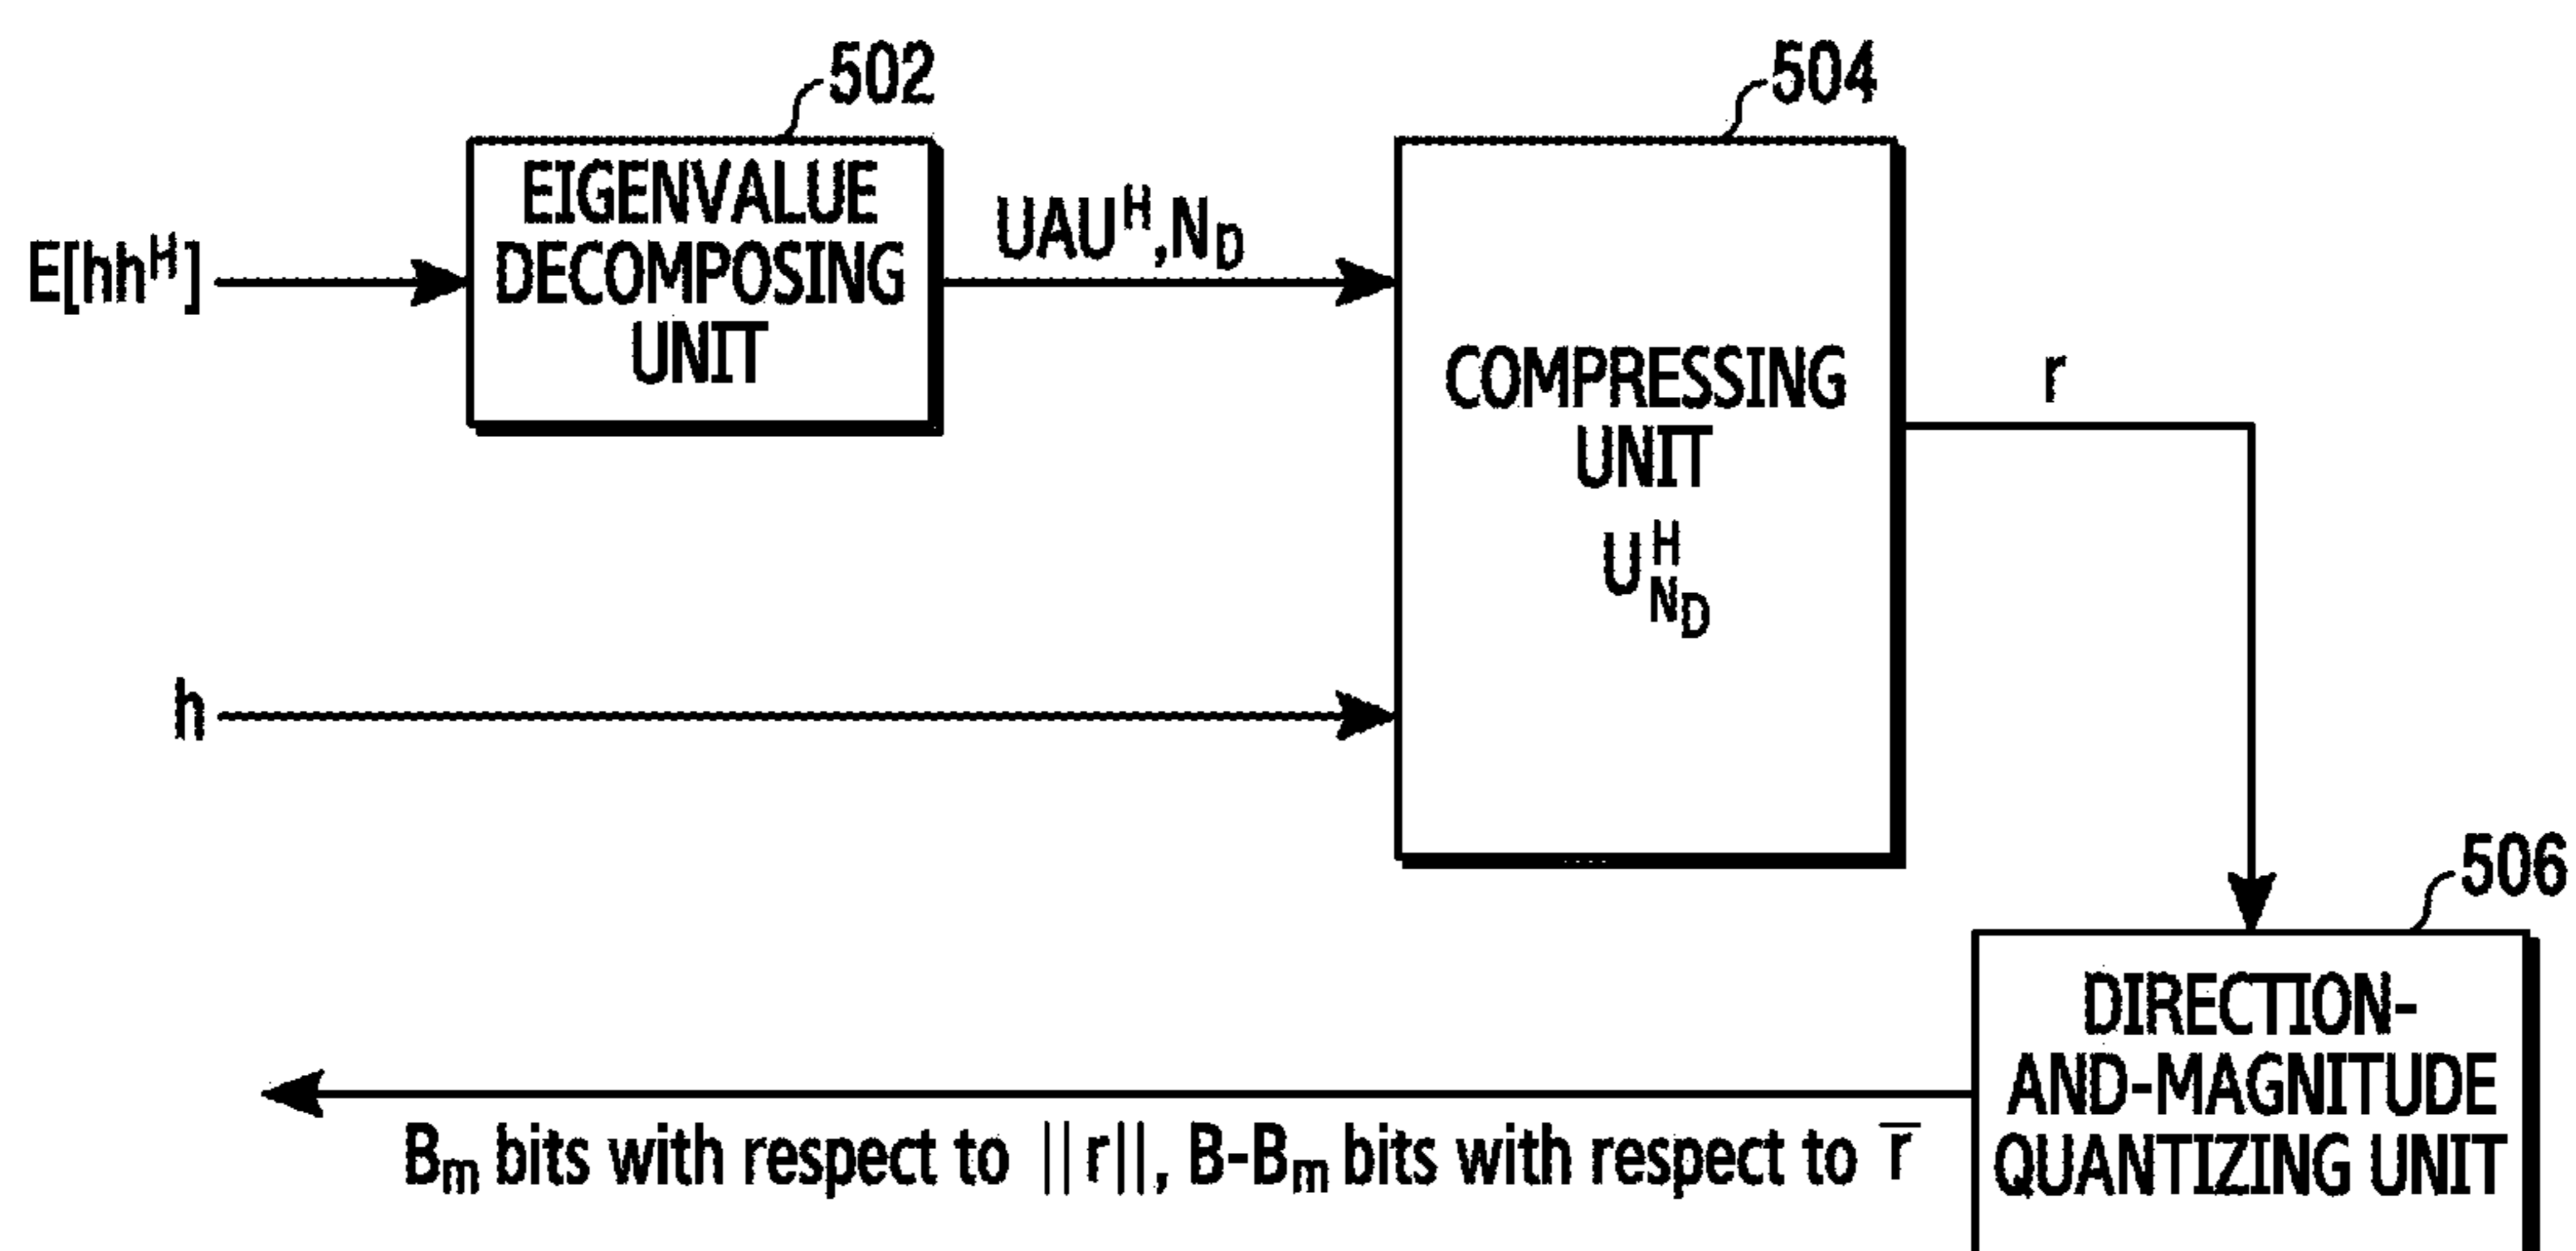 502
504
E[hh^H]
EIGENVALUE
DECOMPOSING
UNIT
UAU^H,N_D
COMPRESSING
UNIT
U^H_{N_D}
r
h
506
DIRECTION-
AND-MAGNITUDE
QUANTIZING UNIT
B_m bits with respect to ||r||, B-B_m bits with respect to r̅